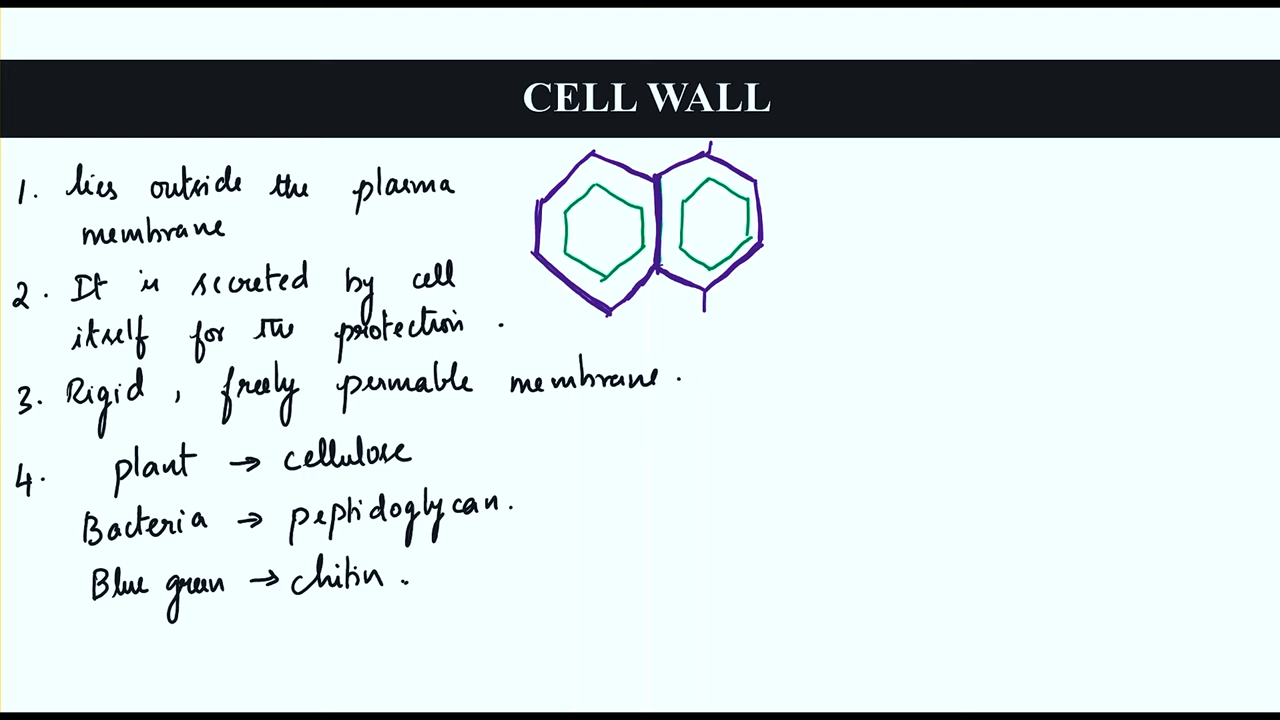 CELL WALL
1. lies outside the plasma
membrane
2. It is secreted by cell
itself for the protection.
3. Rigid, freely permable membrane.
4. plant → cellulose
Bacteria → peptidoglycan.
Blue green → chitin.